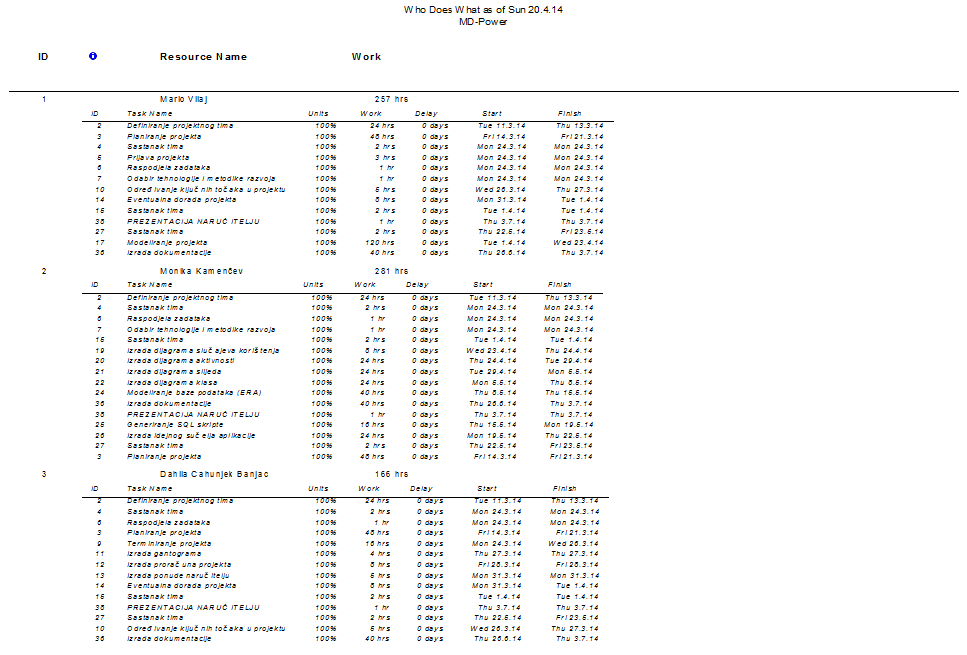 Who Does What as of Sun 20.4.14
MD-Power
ID Resource Name Work
1 Mario Vilaj 257 hrs
ID Task Name Units Work Delay Start Finish
2 Definiranje projektnog tima 100% 24 hrs 0 days Tue 11.3.14 Thu 13.3.14
3 Planiranje projekta 100% 48 hrs 0 days Fri 14.3.14 Fri 21.3.14
4 Sastanak tima 100% 2 hrs 0 days Mon 24.3.14 Mon 24.3.14
5 Prijava projekta 100% 3 hrs 0 days Mon 24.3.14 Mon 24.3.14
6 Raspodjela zadataka 100% 1 hr 0 days Mon 24.3.14 Mon 24.3.14
7 Odabir tehnologije i metodike razvoja 100% 1 hr 0 days Mon 24.3.14 Mon 24.3.14
10 Određivanje ključnih točaka u projektu 100% 5 hrs 0 days Wed 26.3.14 Thu 27.3.14
14 Eventualna dorada projekta 100% 8 hrs 0 days Mon 31.3.14 Tue 1.4.14
15 Sastanak tima 100% 2 hrs 0 days Tue 1.4.14 Tue 1.4.14
38 PREZENTACIJA NARUČITELJU 100% 1 hr 0 days Thu 3.7.14 Thu 3.7.14
27 Sastanak tima 100% 2 hrs 0 days Thu 22.5.14 Fri 23.5.14
17 Modeliranje projekta 100% 120 hrs 0 days Tue 1.4.14 Wed 23.4.14
36 Izrada dokumentacije 100% 40 hrs 0 days Thu 26.6.14 Thu 3.7.14
2 Monika Kamenčev 281 hrs
ID Task Name Units Work Delay Start Finish
2 Definiranje projektnog tima 100% 24 hrs 0 days Tue 11.3.14 Thu 13.3.14
4 Sastanak tima 100% 2 hrs 0 days Mon 24.3.14 Mon 24.3.14
6 Raspodjela zadataka 100% 1 hr 0 days Mon 24.3.14 Mon 24.3.14
7 Odabir tehnologije i metodike razvoja 100% 1 hr 0 days Mon 24.3.14 Mon 24.3.14
15 Sastanak tima 100% 2 hrs 0 days Tue 1.4.14 Tue 1.4.14
19 Izrada dijagrama slučajeva korištenja 100% 8 hrs 0 days Wed 23.4.14 Thu 24.4.14
20 Izrada dijagrama aktivnosti 100% 24 hrs 0 days Thu 24.4.14 Tue 29.4.14
21 Izrada dijagrama slijeda 100% 24 hrs 0 days Tue 29.4.14 Mon 5.5.14
22 Izrada dijagrama klasa 100% 24 hrs 0 days Mon 5.5.14 Thu 8.5.14
24 Modeliranje baze podataka (ERA) 100% 40 hrs 0 days Thu 8.5.14 Thu 15.5.14
36 Izrada dokumentacije 100% 40 hrs 0 days Thu 26.6.14 Thu 3.7.14
38 PREZENTACIJA NARUČITELJU 100% 1 hr 0 days Thu 3.7.14 Thu 3.7.14
25 Generiranje SQL skripte 100% 16 hrs 0 days Thu 15.5.14 Mon 19.5.14
26 Izrada idejnog sučelja aplikacije 100% 24 hrs 0 days Mon 19.5.14 Thu 22.5.14
27 Sastanak tima 100% 2 hrs 0 days Thu 22.5.14 Fri 23.5.14
3 Planiranje projekta 100% 48 hrs 0 days Fri 14.3.14 Fri 21.3.14
3 Dahlia Cahunjek Banjac 166 hrs
ID Task Name Units Work Delay Start Finish
2 Definiranje projektnog tima 100% 24 hrs 0 days Tue 11.3.14 Thu 13.3.14
4 Sastanak tima 100% 2 hrs 0 days Mon 24.3.14 Mon 24.3.14
6 Raspodjela zadataka 100% 1 hr 0 days Mon 24.3.14 Mon 24.3.14
3 Planiranje projekta 100% 48 hrs 0 days Fri 14.3.14 Fri 21.3.14
9 Terminiranje projekta 100% 16 hrs 0 days Mon 24.3.14 Wed 26.3.14
11 Izrada gantograma 100% 4 hrs 0 days Thu 27.3.14 Thu 27.3.14
12 Izrada proračuna projekta 100% 8 hrs 0 days Fri 28.3.14 Fri 28.3.14
13 Izrada ponude naručitelju 100% 5 hrs 0 days Mon 31.3.14 Mon 31.3.14
14 Eventualna dorada projekta 100% 8 hrs 0 days Mon 31.3.14 Tue 1.4.14
15 Sastanak tima 100% 2 hrs 0 days Tue 1.4.14 Tue 1.4.14
38 PREZENTACIJA NARUČITELJU 100% 1 hr 0 days Thu 3.7.14 Thu 3.7.14
27 Sastanak tima 100% 2 hrs 0 days Thu 22.5.14 Fri 23.5.14
10 Određivanje ključnih točaka u projektu 100% 5 hrs 0 days Wed 26.3.14 Thu 27.3.14
36 Izrada dokumentacije 100% 40 hrs 0 days Thu 26.6.14 Thu 3.7.14